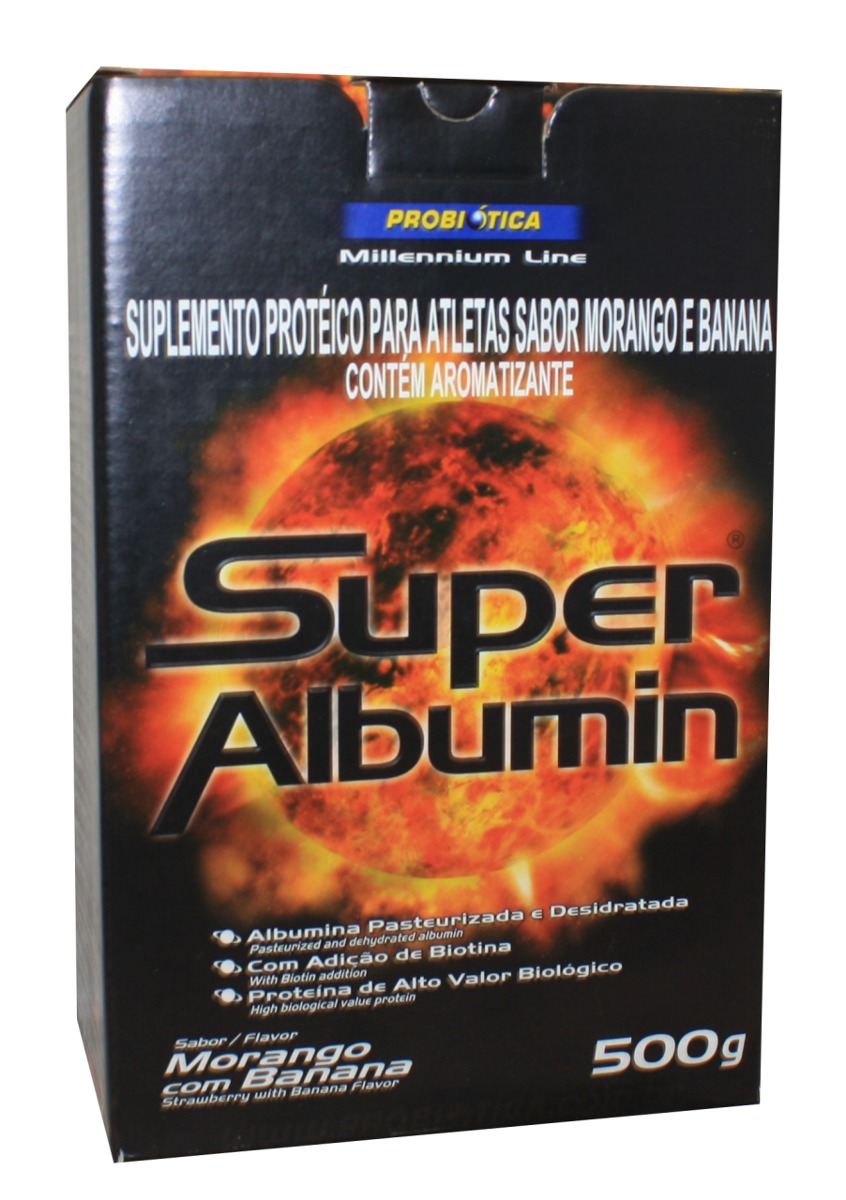 PROBIÓTICA
Millennium Line
SUPLEMENTO PROTÉICO PARA ATLETAS SABOR MORANGO E BANANA
CONTÉM AROMATIZANTE
Super ®
Albumin
Albumina Pasteurizada e Desidratada
Pasteurized and dehydrated albumin
Com Adição de Biotina
With Biotin addition
Proteína de Alto Valor Biológico
High biological value protein
Sabor / Flavor
Morango
com Banana
Strawberry with Banana Flavor
500g